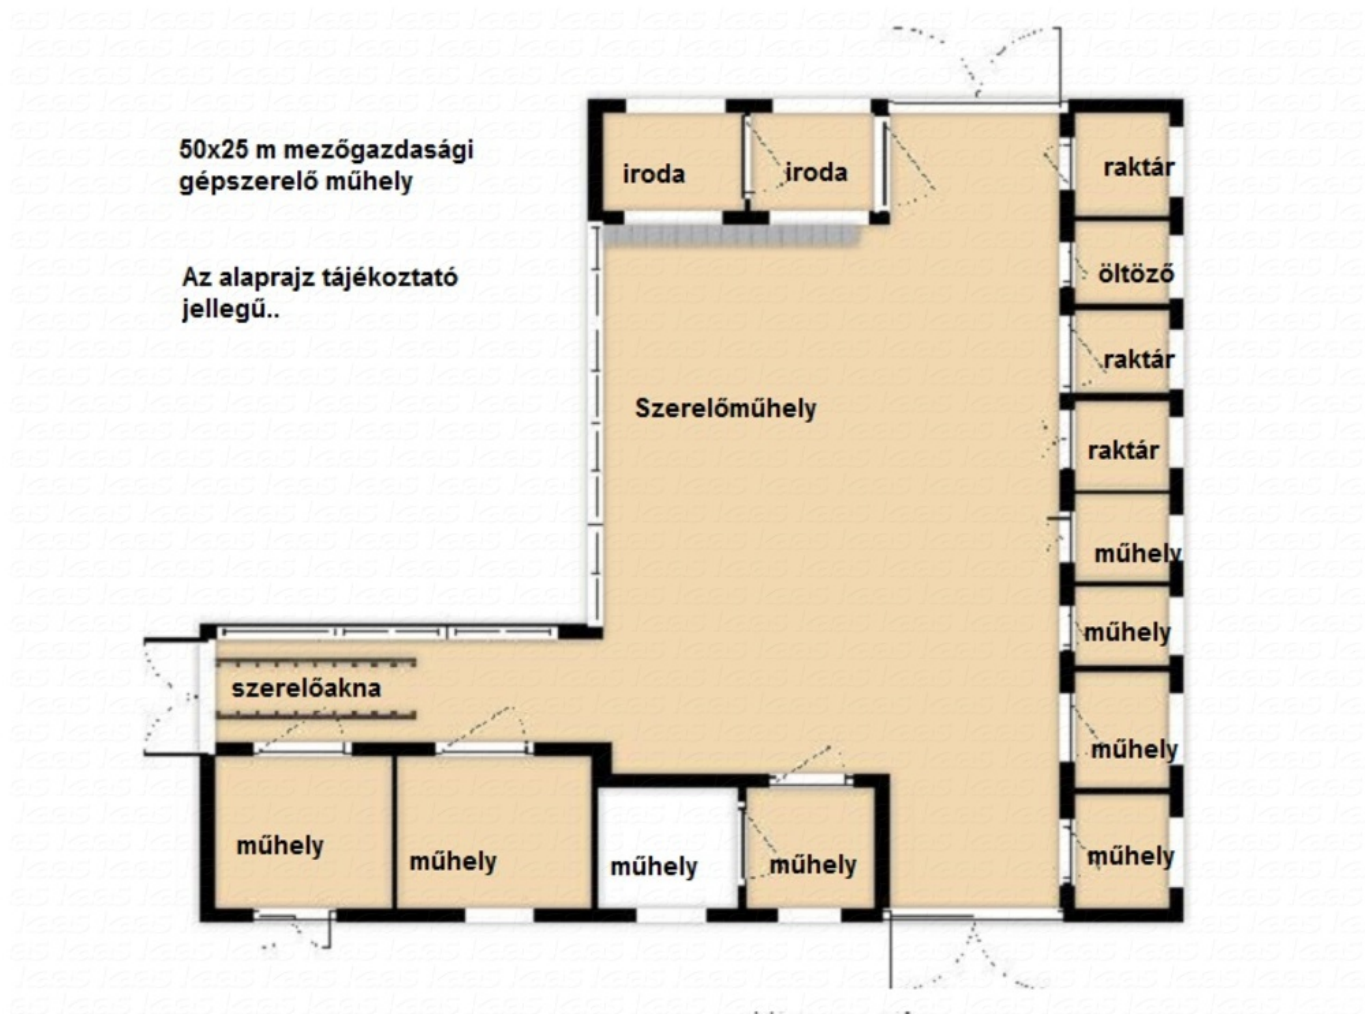 50x25 m mezőgazdasági
gépszerelő műhely
Az alaprajz tájékoztató
jellegű..
iroda
iroda
raktár
öltöző
raktár
Szerelőműhely
raktár
műhely
műhely
szerelőakna
műhely
műhely
műhely
műhely
műhely
műhely